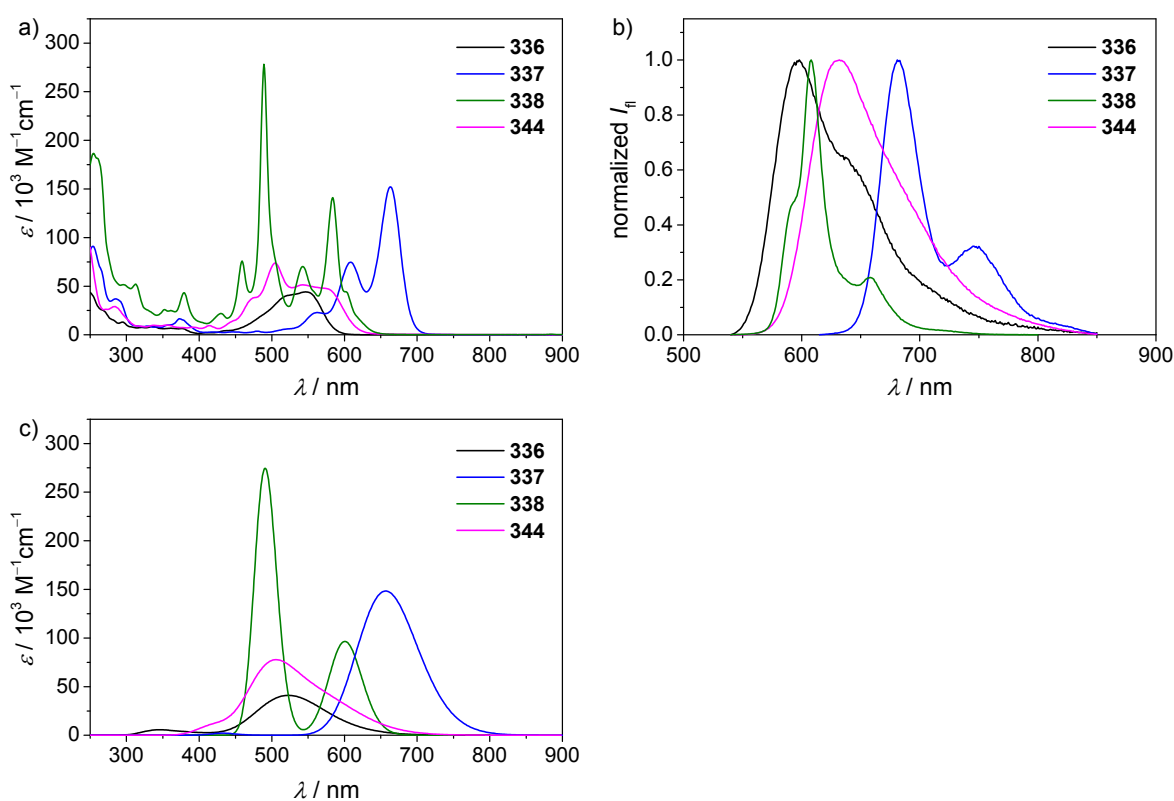 a)
300
250
200
150
100
50
0
ε / 10³ M⁻¹cm⁻¹
336
337
338
344
300 400 500 600 700 800 900
λ / nm
b)
1.0
0.8
0.6
0.4
0.2
0.0
normalized I_fl
336
337
338
344
500 600 700 800 900
λ / nm
c)
300
250
200
150
100
50
0
ε / 10³ M⁻¹cm⁻¹
336
337
338
344
300 400 500 600 700 800 900
λ / nm